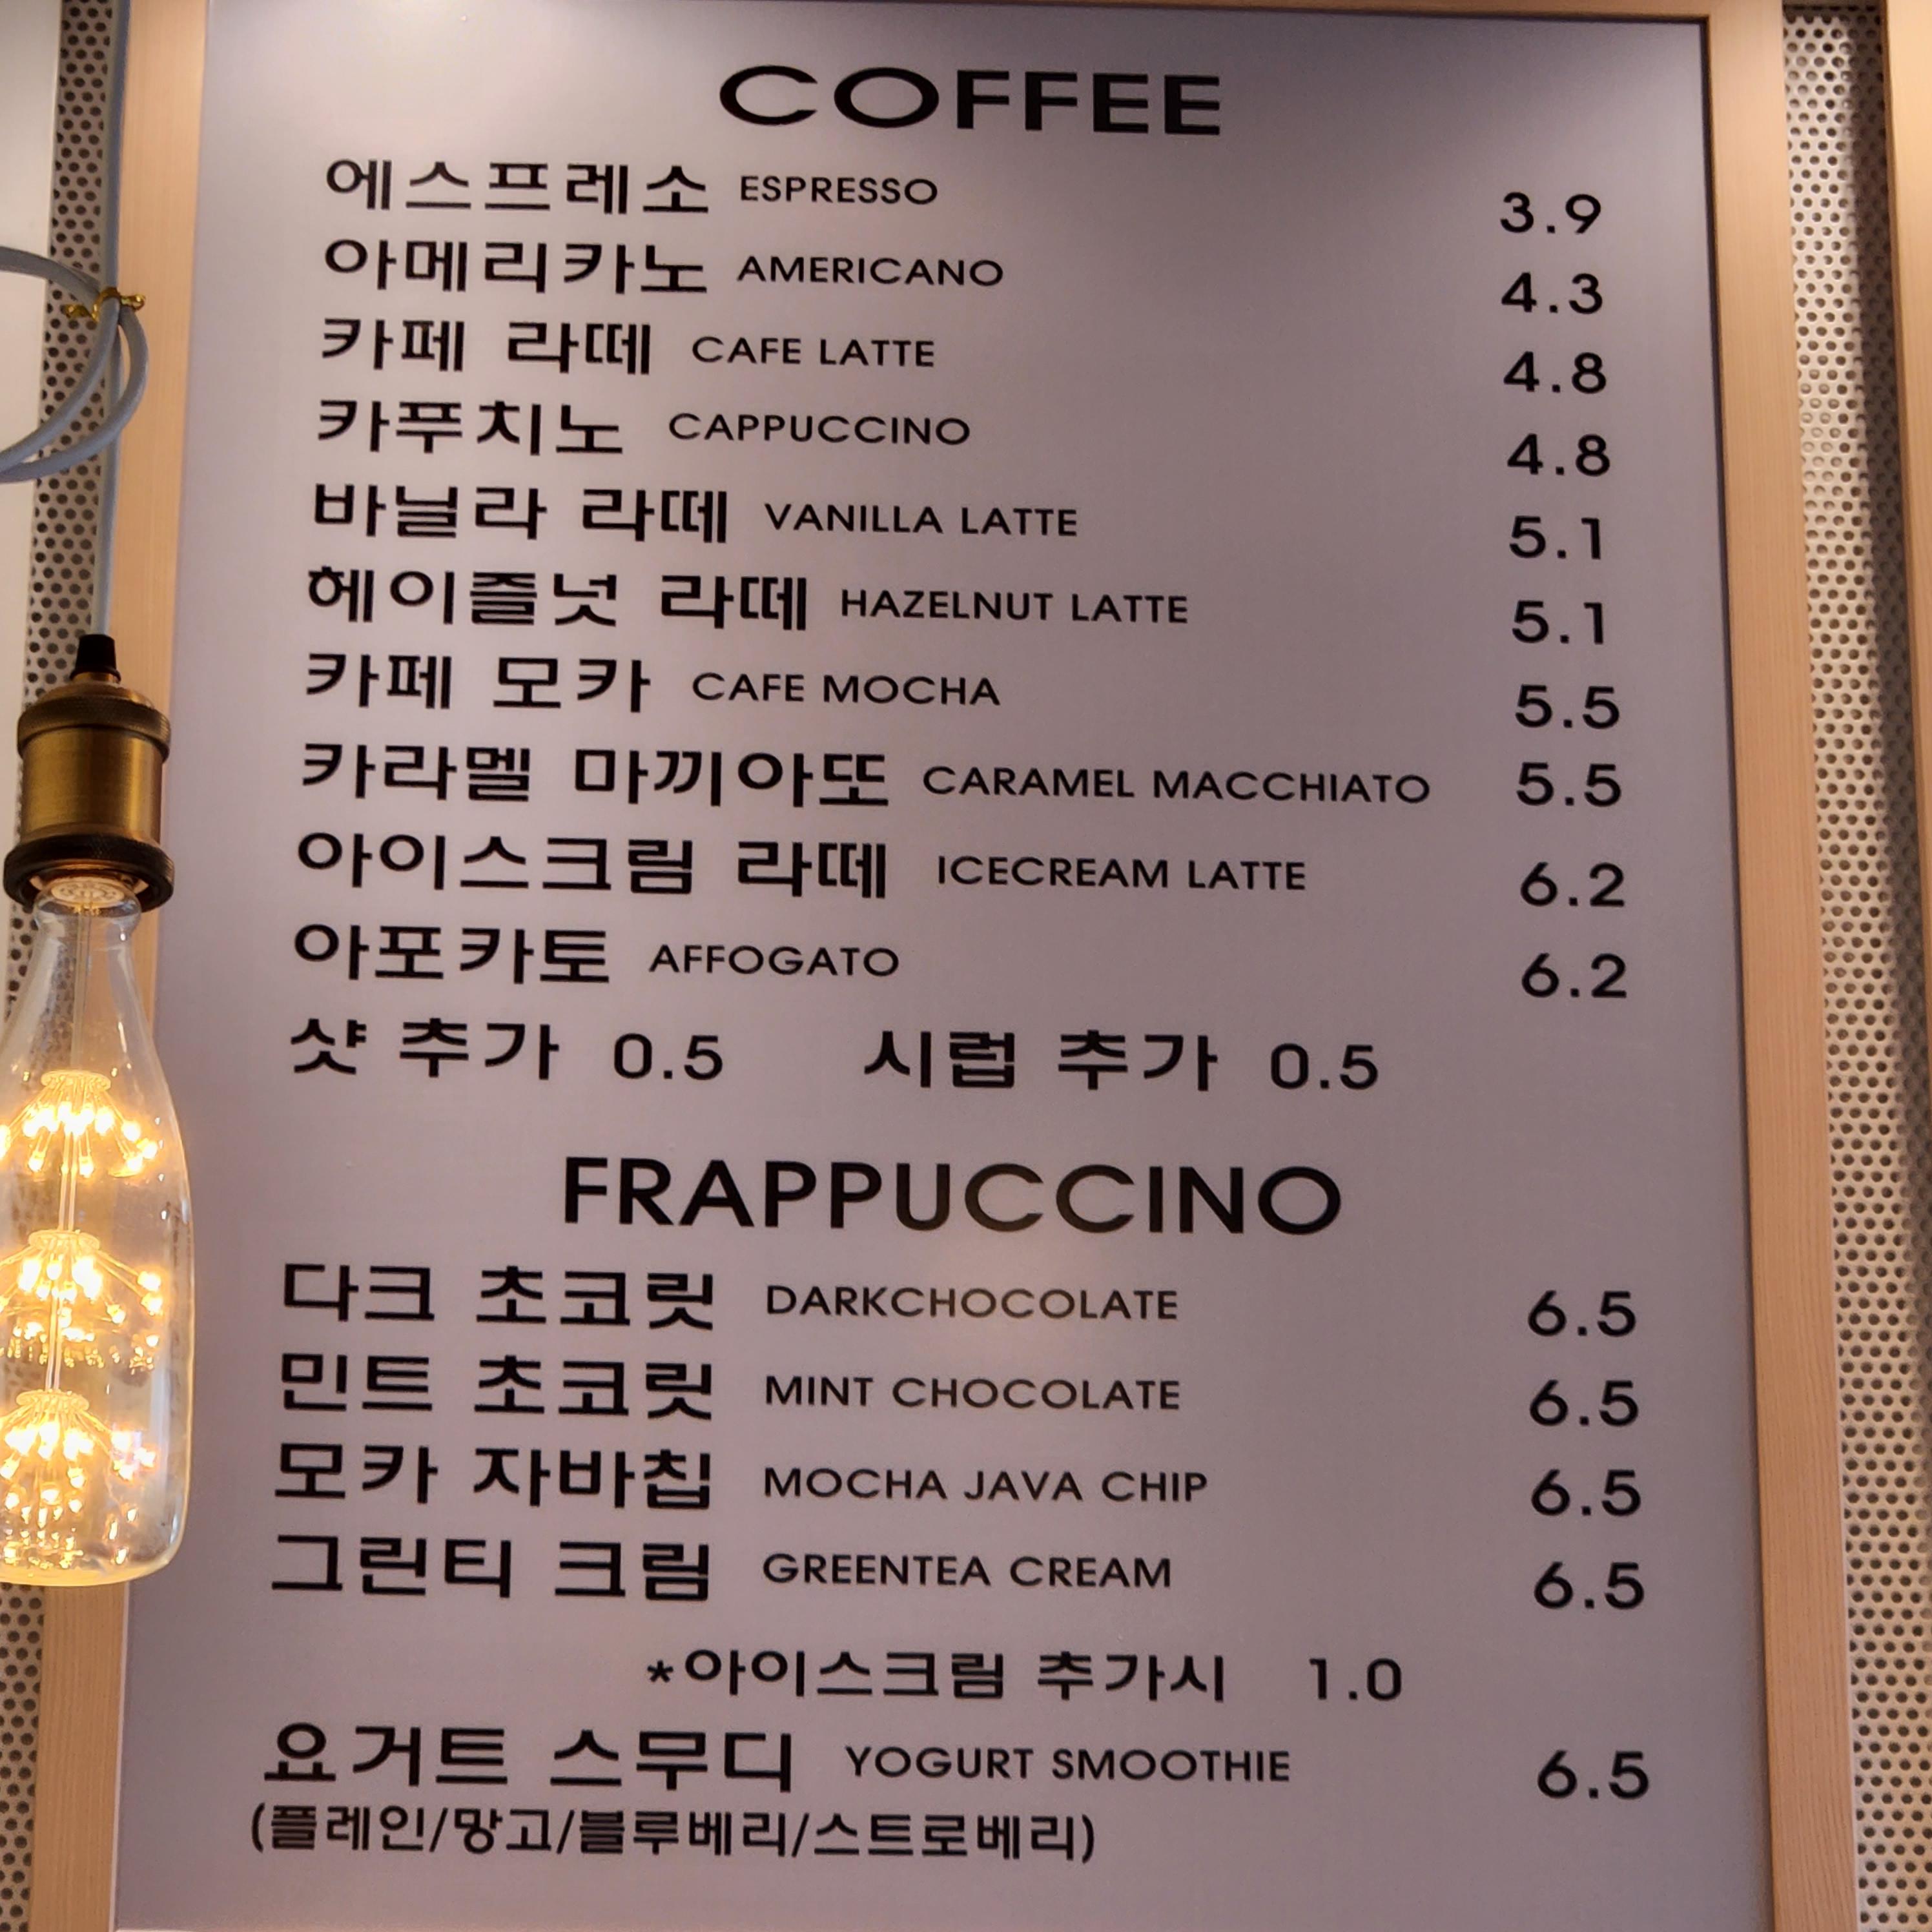 COFFEE
에스프레소 ESPRESSO 3.9
아메리카노 AMERICANO 4.3
카페 라떼 CAFE LATTE 4.8
카푸치노 CAPPUCCINO 4.8
바닐라 라떼 VANILLA LATTE 5.1
헤이즐넛 라떼 HAZELNUT LATTE 5.1
카페 모카 CAFE MOCHA 5.5
카라멜 마끼아또 CARAMEL MACCHIATO 5.5
아이스크림 라떼 ICECREAM LATTE 6.2
아포카토 AFFOGATO 6.2
샷 추가 0.5 시럽 추가 0.5
FRAPPUCCINO
다크 초코릿 DARKCHOCOLATE 6.5
민트 초코릿 MINT CHOCOLATE 6.5
모카 자바칩 MOCHA JAVA CHIP 6.5
그린티 크림 GREENTEA CREAM 6.5
*아이스크림 추가시 1.0
요거트 스무디 YOGURT SMOOTHIE 6.5
(플레인/망고/블루베리/스트로베리)